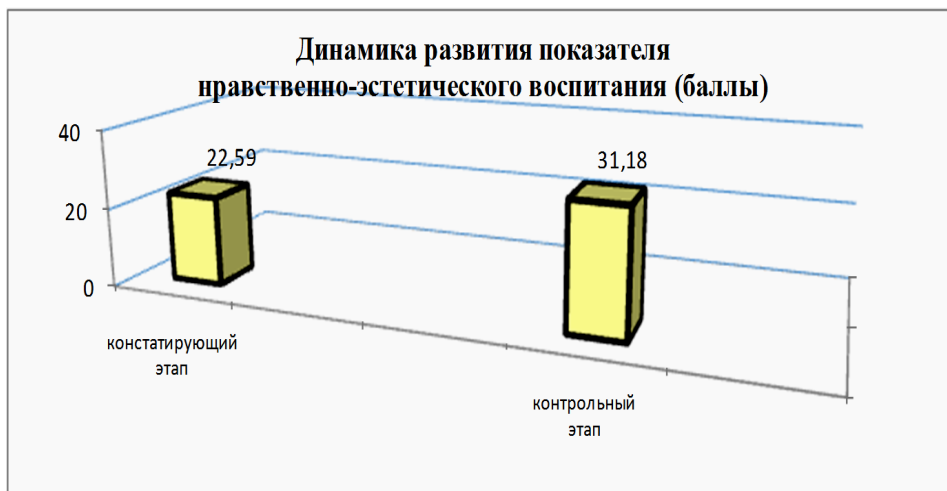 Динамика развития показателя
нравственно-эстетического воспитания (баллы)
40
22,59
31,18
20
0
констатирующий
этап
контрольный
этап